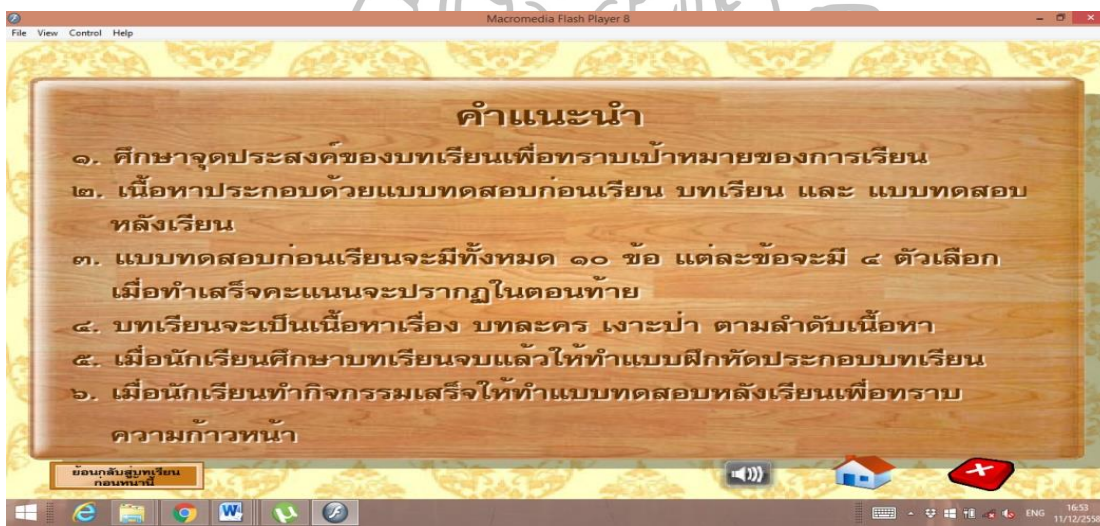 Macromedia Flash Player 8
File View Control Help
คำแนะนำ
๑. ศึกษาจุดประสงค์ของบทเรียนเพื่อทราบเป้าหมายของการเรียน
๒. เนื้อหาประกอบด้วยแบบทดสอบก่อนเรียน บทเรียน และ แบบทดสอบ
หลังเรียน
๓. แบบทดสอบก่อนเรียนจะมีทั้งหมด ๑๐ ข้อ แต่ละข้อจะมี ๔ ตัวเลือก
เมื่อทำเสร็จคะแนนจะปรากฏในตอนท้าย
๔. บทเรียนจะเป็นเนื้อหาเรื่อง บทละคร เงาะป่า ตามลำดับเนื้อหา
๕. เมื่อนักเรียนศึกษาบทเรียนจบแล้วให้ทำแบบฝึกหัดประกอบบทเรียน
๖. เมื่อนักเรียนทำกิจกรรมเสร็จให้ทำแบบทดสอบหลังเรียนเพื่อทราบ
ความก้าวหน้า
ย้อนกลับสู่บทเรียน
ก่อนหน้านี้
ENG
16:53
11/12/2558